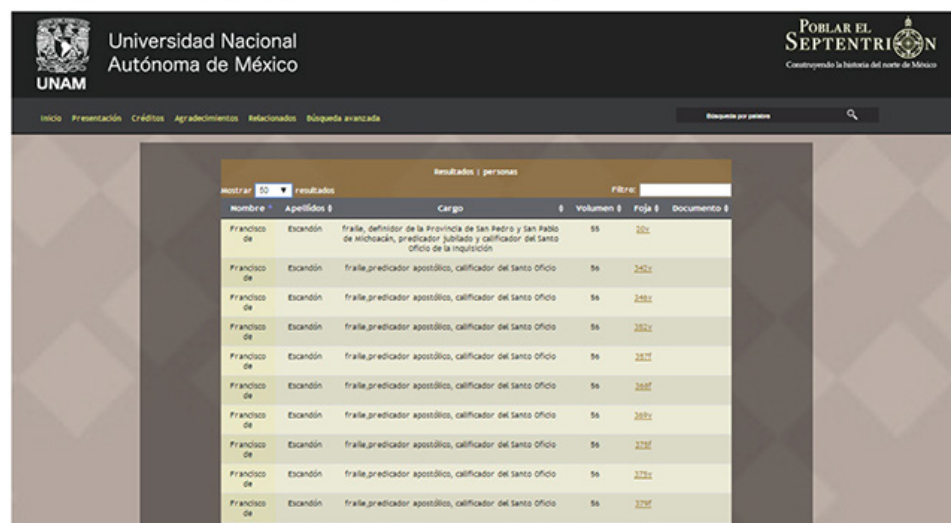 UNAM
Universidad Nacional
Autónoma de México
POBLAR EL
SEPTENTRIÓN
Construyendo la historia del norte de México
Inicio Presentación Créditos Agradecimientos Relacionados Búsqueda avanzada Búsqueda por palabra
Resultados | personas
Mostrar 50 resultados Filtro:
Nombre Apellidos Cargo Volumen Foja Documento
Francisco de Escandón fraile, definidor de la Provincia de San Pedro y San Pablo de Michoacán, predicador jubilado y calificador del Santo Oficio de la Inquisición 55 20v
Francisco de Escandón fraile,predicador apostólico, calificador del Santo Oficio 56 342v
Francisco de Escandón fraile,predicador apostólico, calificador del Santo Oficio 56 346v
Francisco de Escandón fraile,predicador apostólico, calificador del Santo Oficio 56 352v
Francisco de Escandón fraile,predicador apostólico, calificador del Santo Oficio 56 357f
Francisco de Escandón fraile,predicador apostólico, calificador del Santo Oficio 56 368f
Francisco de Escandón fraile,predicador apostólico, calificador del Santo Oficio 56 369v
Francisco de Escandón fraile,predicador apostólico, calificador del Santo Oficio 56 375f
Francisco de Escandón fraile,predicador apostólico, calificador del Santo Oficio 56 375v
Francisco de Escandón fraile,predicador apostólico, calificador del Santo Oficio 56 379f